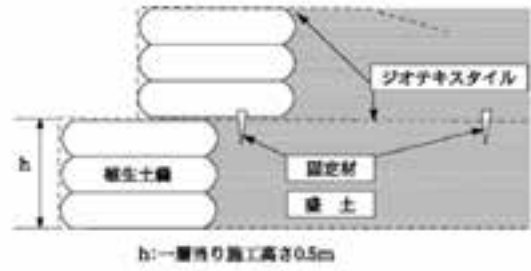 ジオテキスタイル
h
植生土嚢
固定材
盛 土
h:一層当り施工高さ0.5m